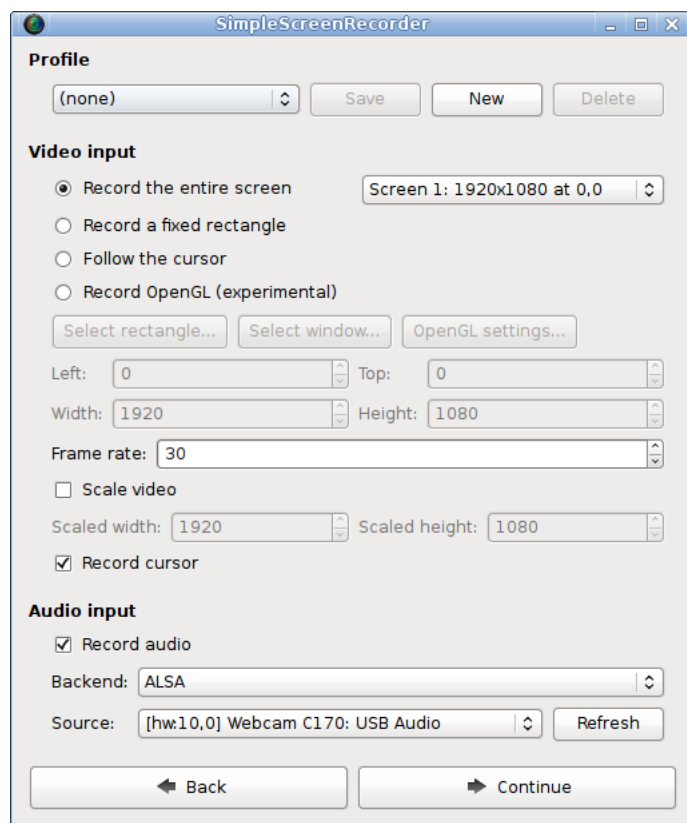 SimpleScreenRecorder
Profile
(none) Save New Delete
Video input
Record the entire screen Screen 1: 1920x1080 at 0,0
Record a fixed rectangle
Follow the cursor
Record OpenGL (experimental)
Select rectangle... Select window... OpenGL settings...
Left: 0 Top: 0
Width: 1920 Height: 1080
Frame rate: 30
Scale video
Scaled width: 1920 Scaled height: 1080
Record cursor
Audio input
Record audio
Backend: ALSA
Source: [hw:10,0] Webcam C170: USB Audio Refresh
Back Continue